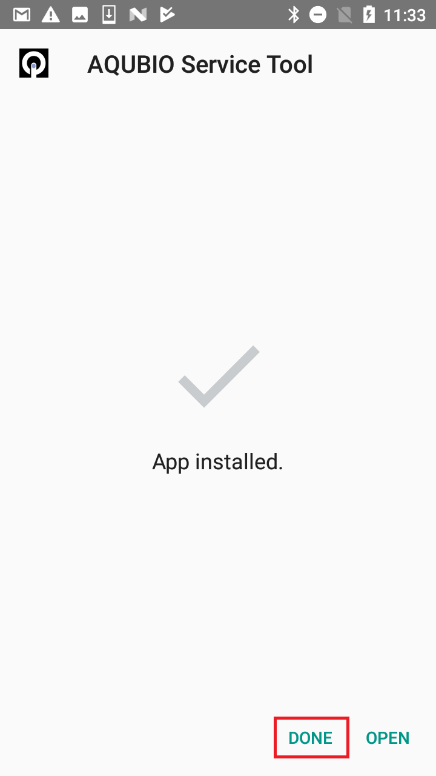 11:33
AQUBIO Service Tool
App installed.
DONE OPEN